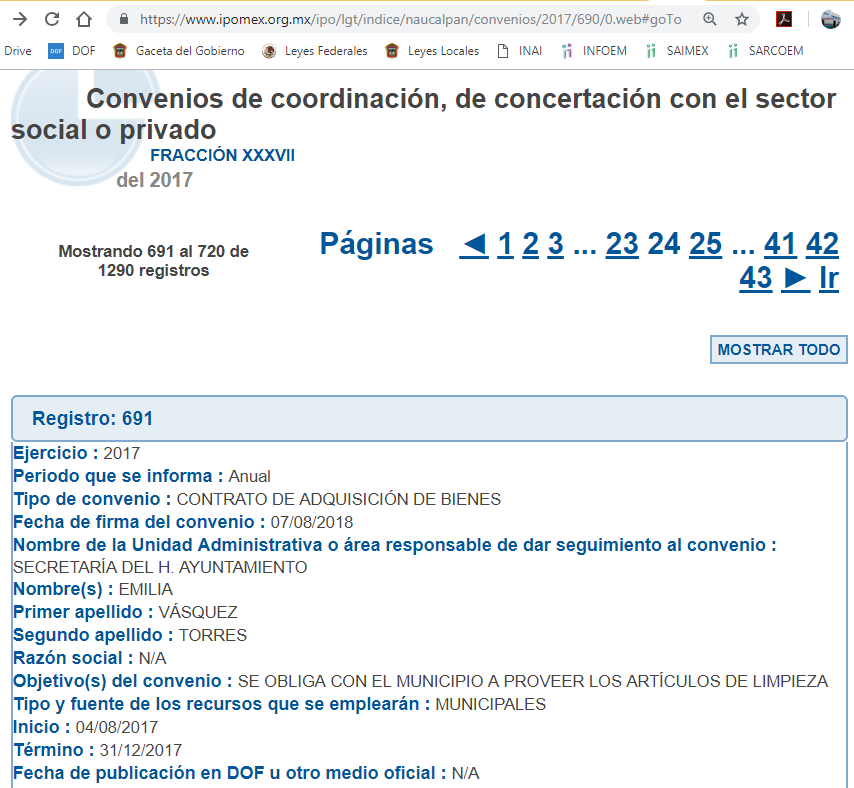 https://www.ipomex.org.mx/ipo/lgt/indice/naucalpan/convenios/2017/690/0.web#goTo
Drive DOF DOF Gaceta del Gobierno Leyes Federales Leyes Locales INAI INFOEM SAIMEX SARCOEM
Convenios de coordinación, de concertación con el sector
social o privado
FRACCIÓN XXXVII
del 2017
Mostrando 691 al 720 de
1290 registros
Páginas ◄ 1 2 3 ... 23 24 25 ... 41 42
43 ► Ir
MOSTRAR TODO
Registro: 691
Ejercicio : 2017
Periodo que se informa : Anual
Tipo de convenio : CONTRATO DE ADQUISICIÓN DE BIENES
Fecha de firma del convenio : 07/08/2018
Nombre de la Unidad Administrativa o área responsable de dar seguimiento al convenio :
SECRETARÍA DEL H. AYUNTAMIENTO
Nombre(s) : EMILIA
Primer apellido : VÁSQUEZ
Segundo apellido : TORRES
Razón social : N/A
Objetivo(s) del convenio : SE OBLIGA CON EL MUNICIPIO A PROVEER LOS ARTÍCULOS DE LIMPIEZA
Tipo y fuente de los recursos que se emplearán : MUNICIPALES
Inicio : 04/08/2017
Término : 31/12/2017
Fecha de publicación en DOF u otro medio oficial : N/A